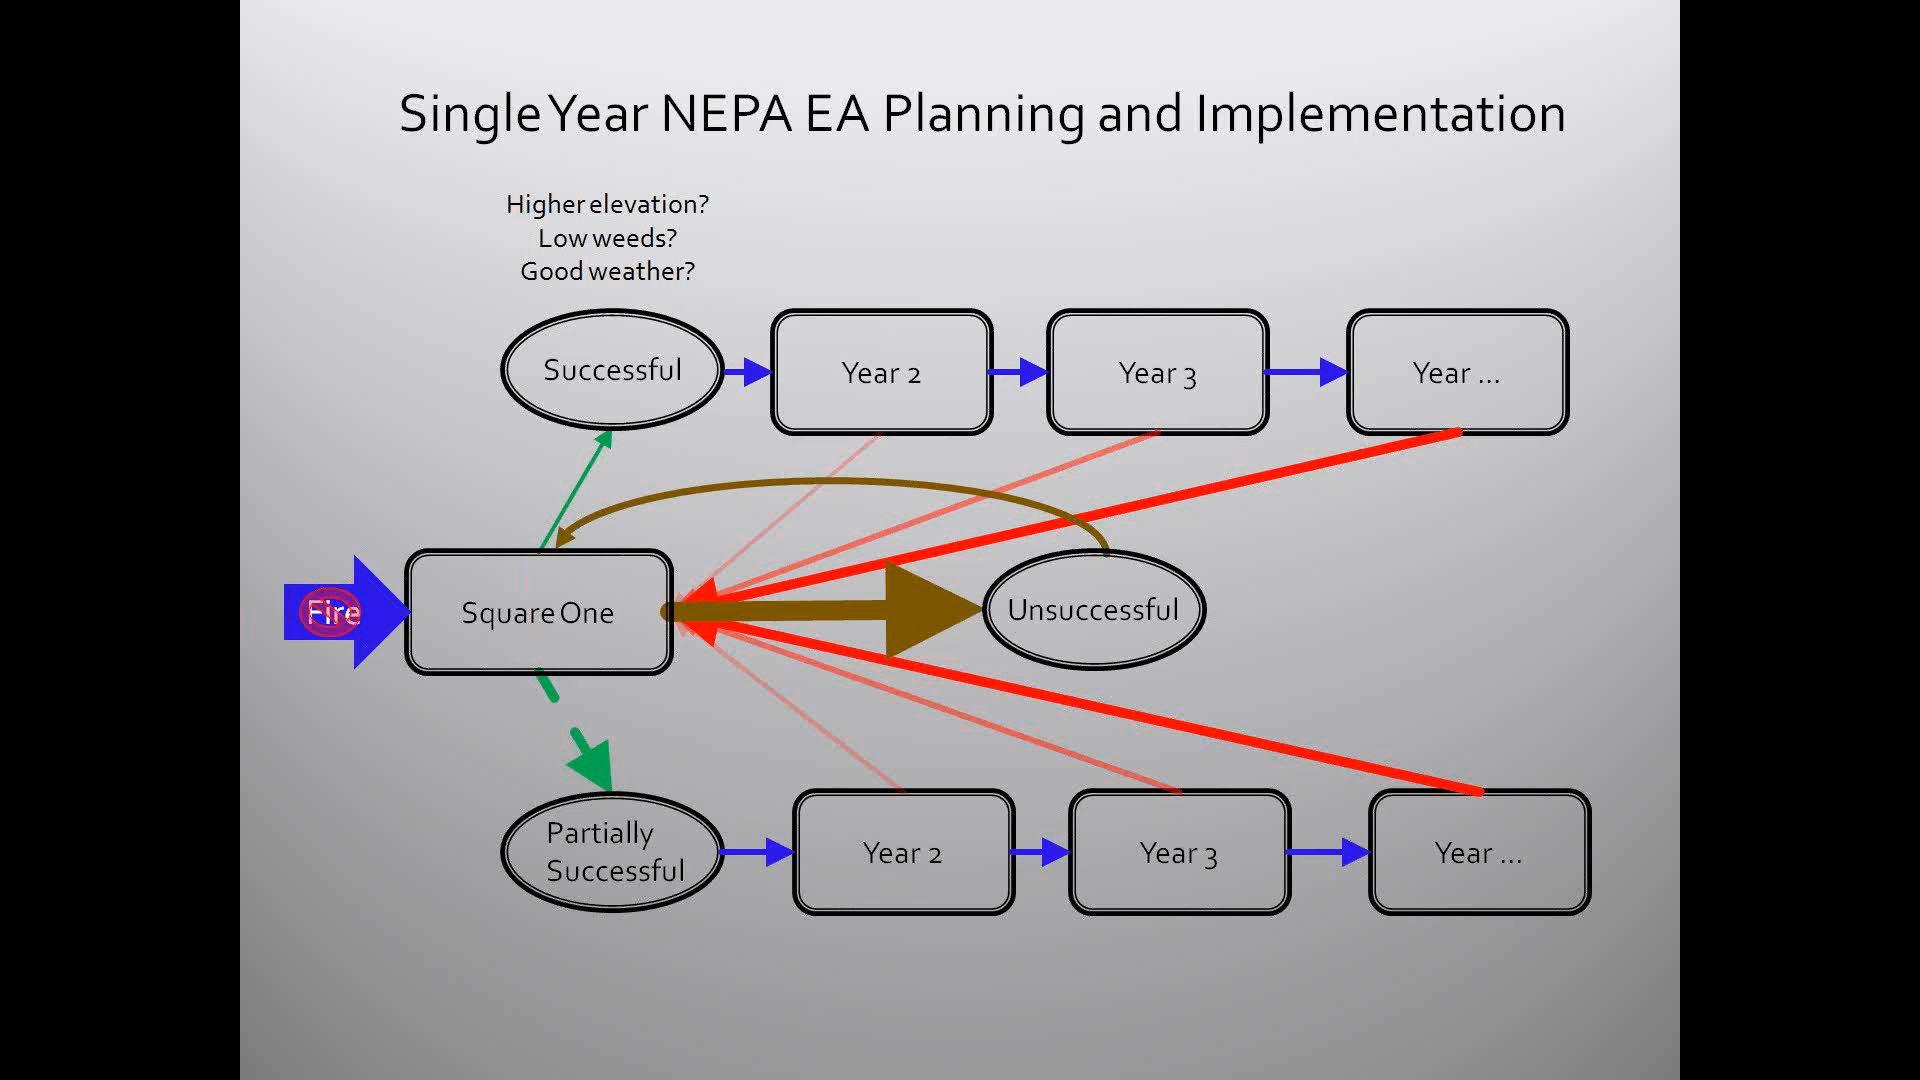 Single Year NEPA EA Planning and Implementation
Higher elevation?
Low weeds?
Good weather?
Successful
Year 2
Year 3
Year ...
Fire
Square One
Unsuccessful
Partially
Successful
Year 2
Year 3
Year ...